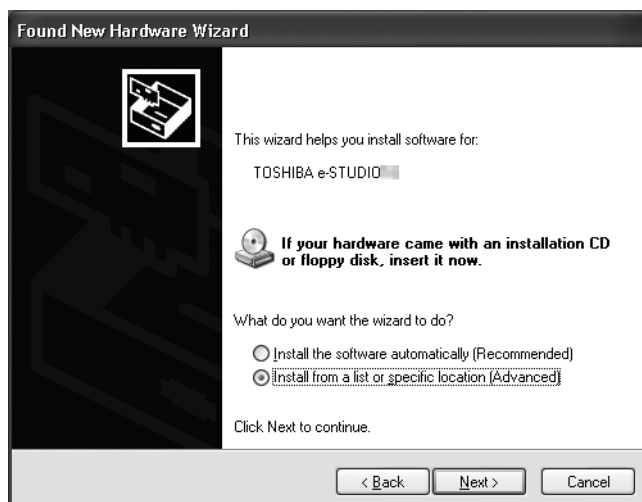 Found New Hardware Wizard
This wizard helps you install software for:
TOSHIBA e-STUDIO
If your hardware came with an installation CD
or floppy disk, insert it now.
What do you want the wizard to do?
Install the software automatically (Recommended)
Install from a list or specific location (Advanced)
Click Next to continue.
< Back Next > Cancel